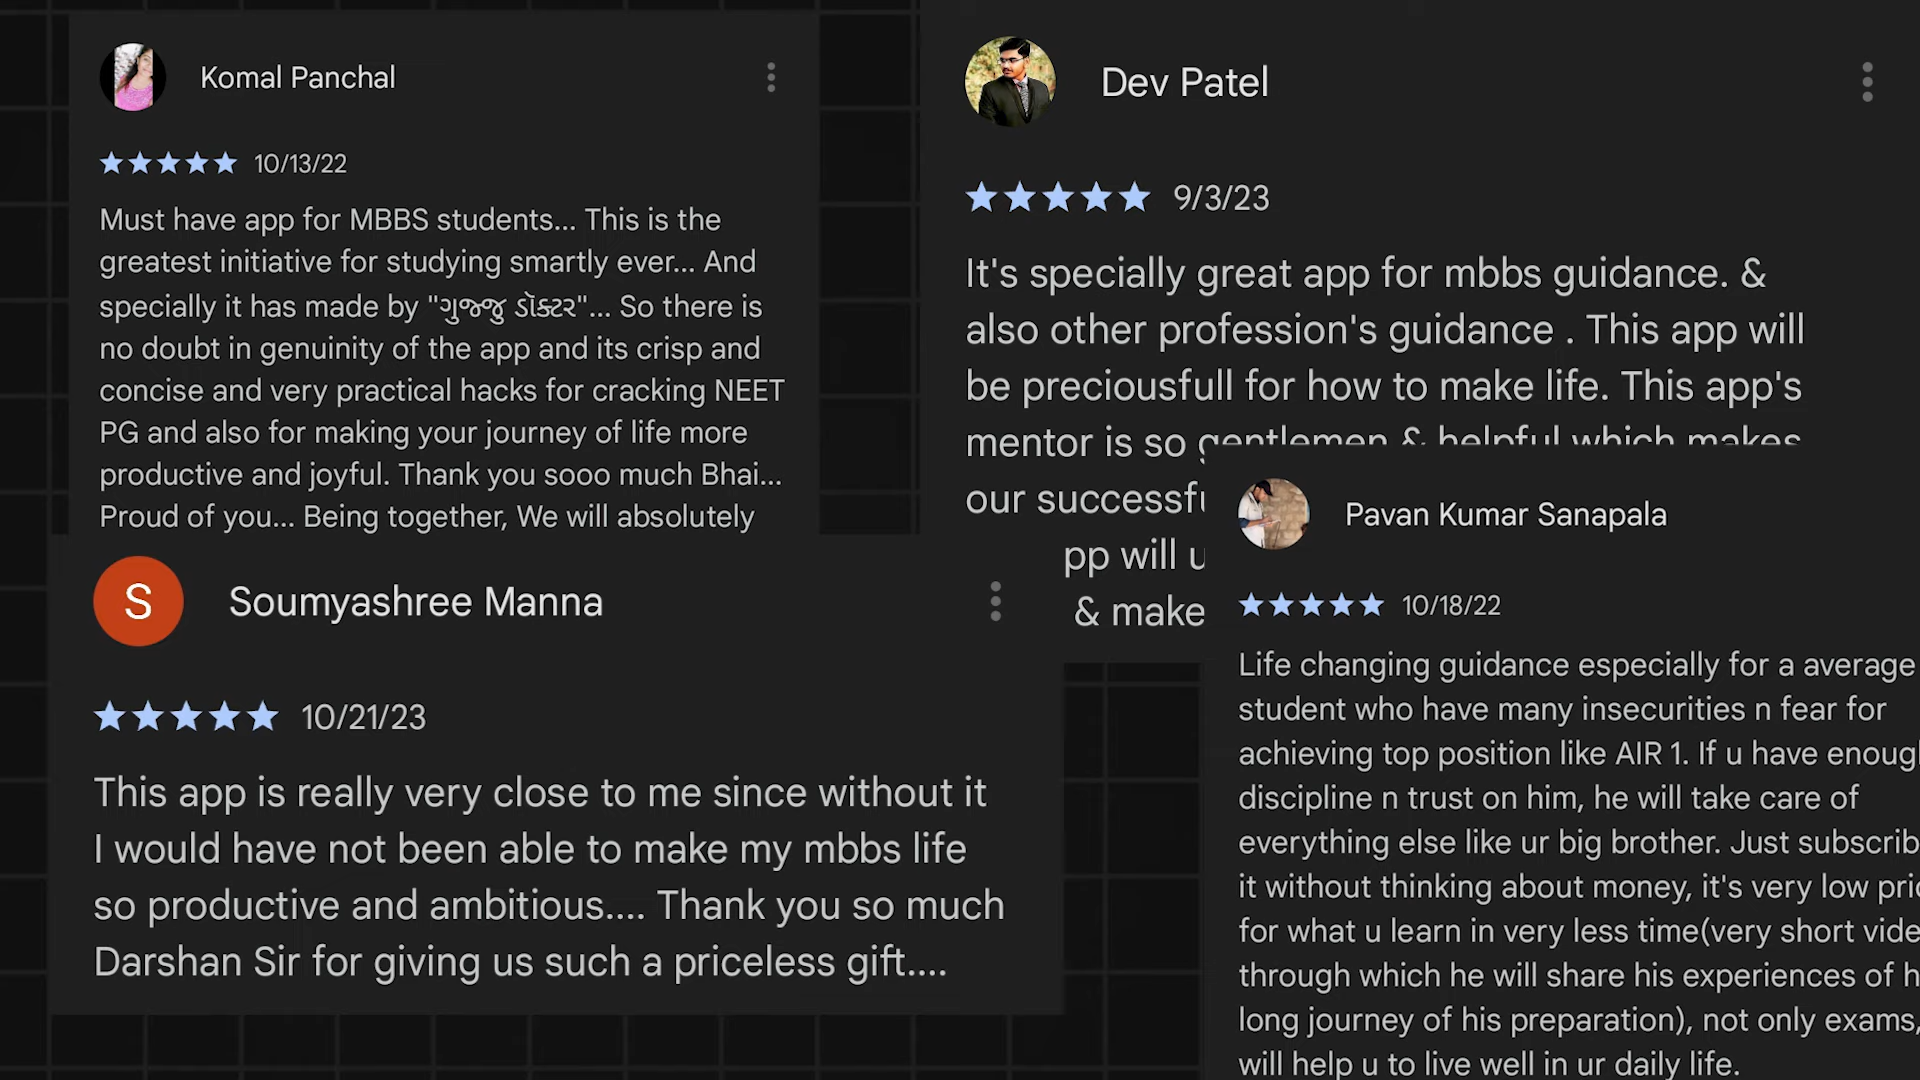 Komal Panchal
10/13/22
Must have app for MBBS students... This is the
greatest initiative for studying smartly ever... And
specially it has made by "ગુજ્જુ ડૉક્ટર"... So there is
no doubt in genuinity of the app and its crisp and
concise and very practical hacks for cracking NEET
PG and also for making your journey of life more
productive and joyful. Thank you sooo much Bhai...
Proud of you... Being together, We will absolutely
Dev Patel
9/3/23
It's specially great app for mbbs guidance. &
also other profession's guidance . This app will
be preciousfull for how to make life. This app's
mentor is so gentlemen & helpful which makes
our
pp will
& make
S
Soumyashree Manna
10/21/23
This app is really very close to me since without it
I would have not been able to make my mbbs life
so productive and ambitious.... Thank you so much
Darshan Sir for giving us such a priceless gift....
Pavan Kumar Sanapala
10/18/22
Life changing guidance especially for a average
student who have many insecurities n fear for
achieving top position like AIR 1. If u have
discipline n trust on him, he will take care of
everything else like ur big brother. Just
it without thinking about money, it's very low
for what u learn in very less time(very short
through which he will share his experiences of
long journey of his preparation), not only exams,
will help u to live well in ur daily life.